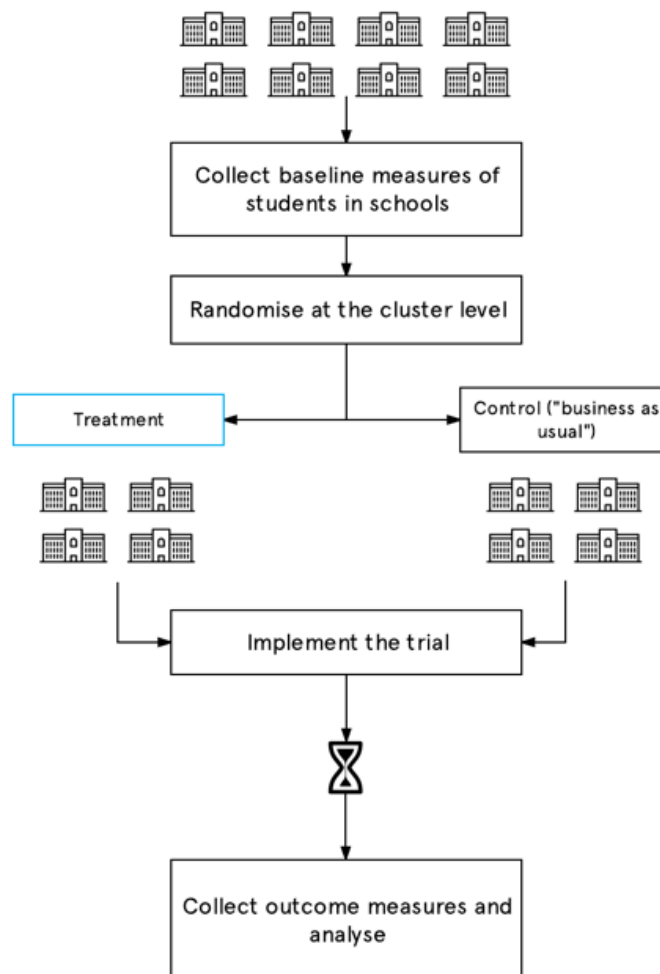 Collect baseline measures of
students in schools
Randomise at the cluster level
Treatment
Control ("business as
usual")
Implement the trial
Collect outcome measures and
analyse